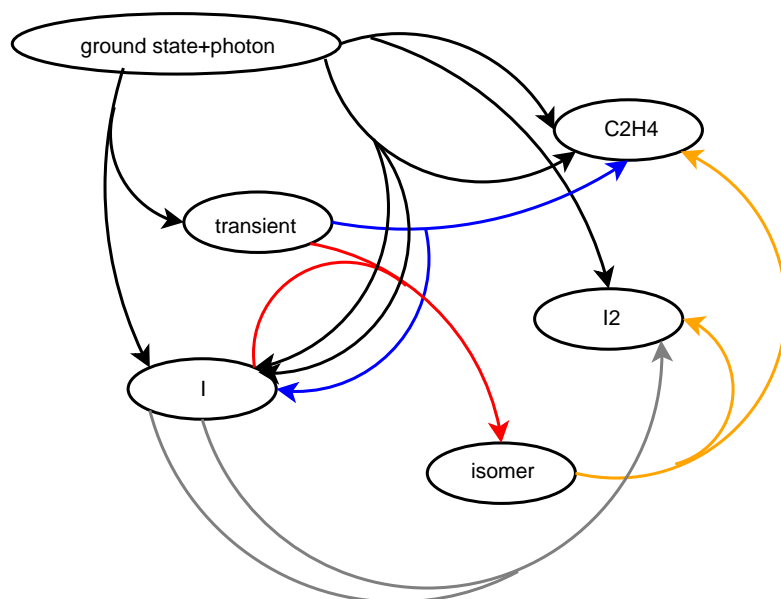 ground state+photon
C2H4
transient
I2
I
isomer